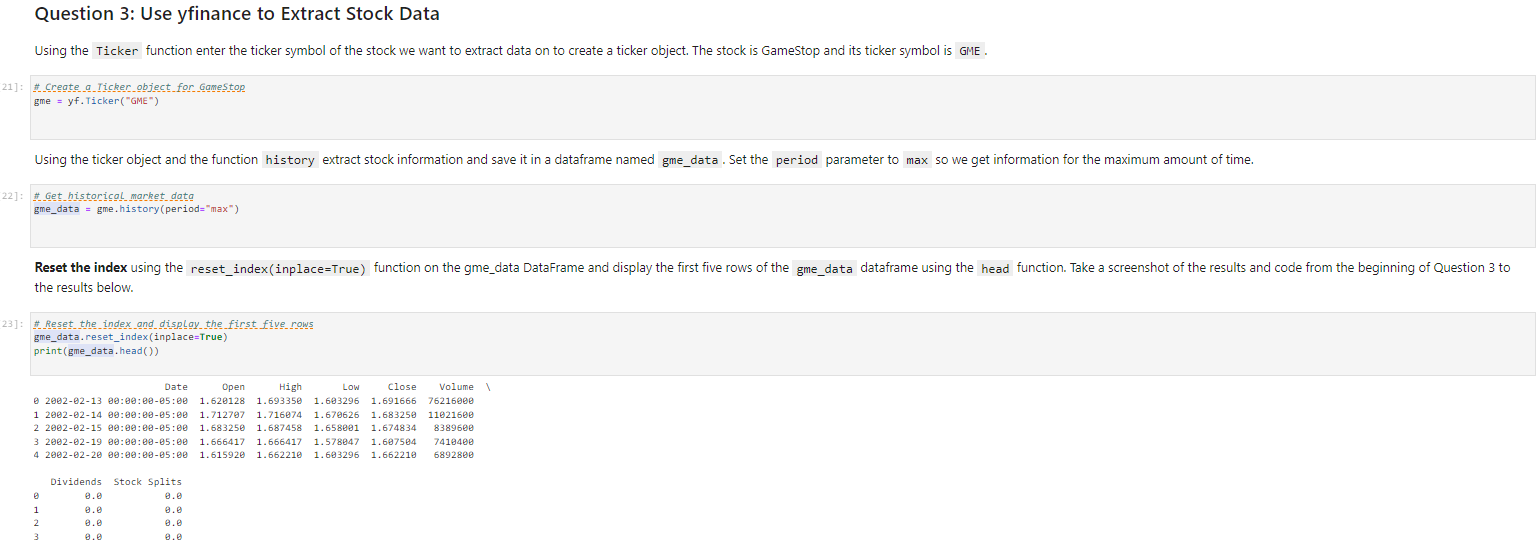 Question 3: Use yfinance to Extract Stock Data
Using the Ticker function enter the ticker symbol of the stock we want to extract data on to create a ticker object. The stock is GameStop and its ticker symbol is GME .
21]: # Create a Ticker object for GameStop
gme = yf.Ticker("GME")
Using the ticker object and the function history extract stock information and save it in a dataframe named gme_data . Set the period parameter to max so we get information for the maximum amount of time.
22]: # Get historical market data
gme_data = gme.history(period="max")
Reset the index using the reset_index(inplace=True) function on the gme_data DataFrame and display the first five rows of the gme_data dataframe using the head function. Take a screenshot of the results and code from the beginning of Question 3 to
the results below.
23]: # Reset the index and display the first five rows
gme_data.reset_index(inplace=True)
print(gme_data.head())
Date Open High Low Close Volume \
0 2002-02-13 00:00:00-05:00 1.620128 1.693350 1.603296 1.691666 76216000
1 2002-02-14 00:00:00-05:00 1.712707 1.716074 1.670626 1.683250 11021600
2 2002-02-15 00:00:00-05:00 1.683250 1.687458 1.658001 1.674834 8389600
3 2002-02-19 00:00:00-05:00 1.666417 1.666417 1.578047 1.607504 7410400
4 2002-02-20 00:00:00-05:00 1.615920 1.662210 1.603296 1.662210 6892800
Dividends Stock Splits
0 0.0 0.0
1 0.0 0.0
2 0.0 0.0
3 0.0 0.0